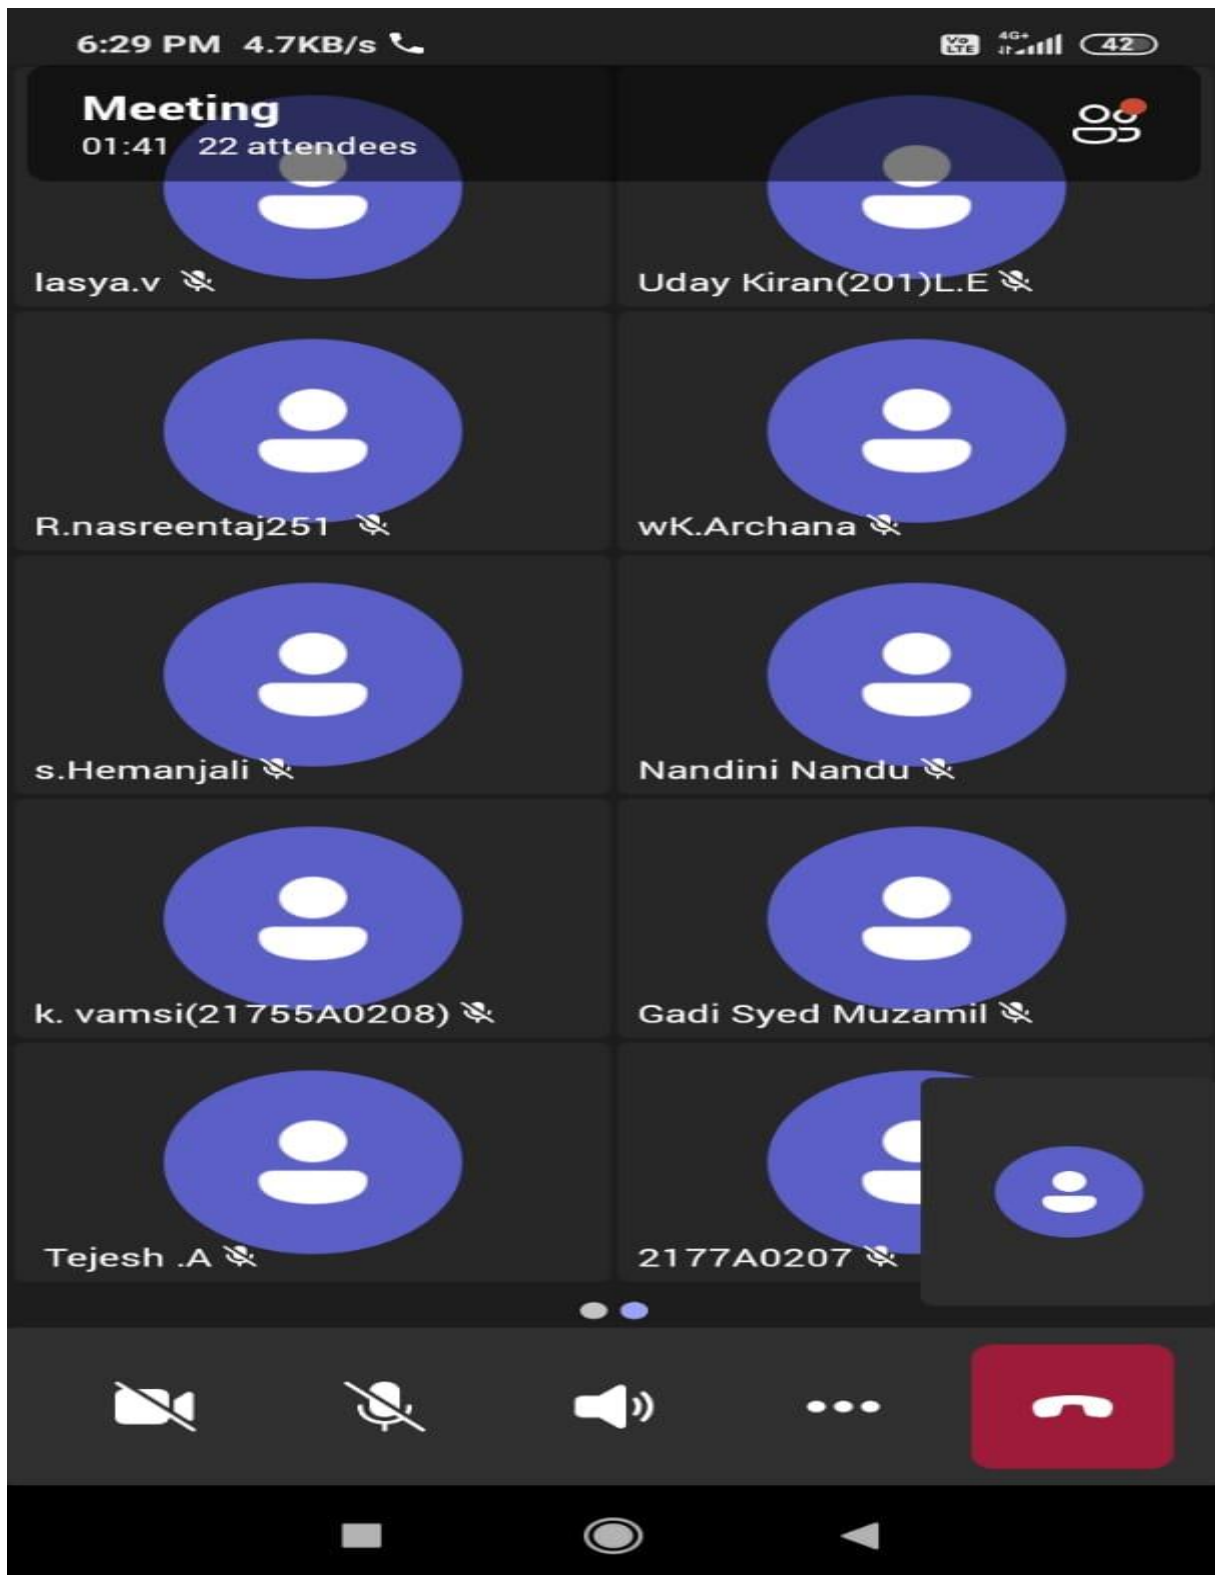 6:29 PM 4.7KB/s Vo LTE 4G+ 42
Meeting
01:41 22 attendees
lasya.v Uday Kiran(201)L.E
R.nasreentaj251 wK.Archana
s.Hemanjali Nandini Nandu
k. vamsi(21755A0208) Gadi Syed Muzamil
Tejesh .A 2177A0207